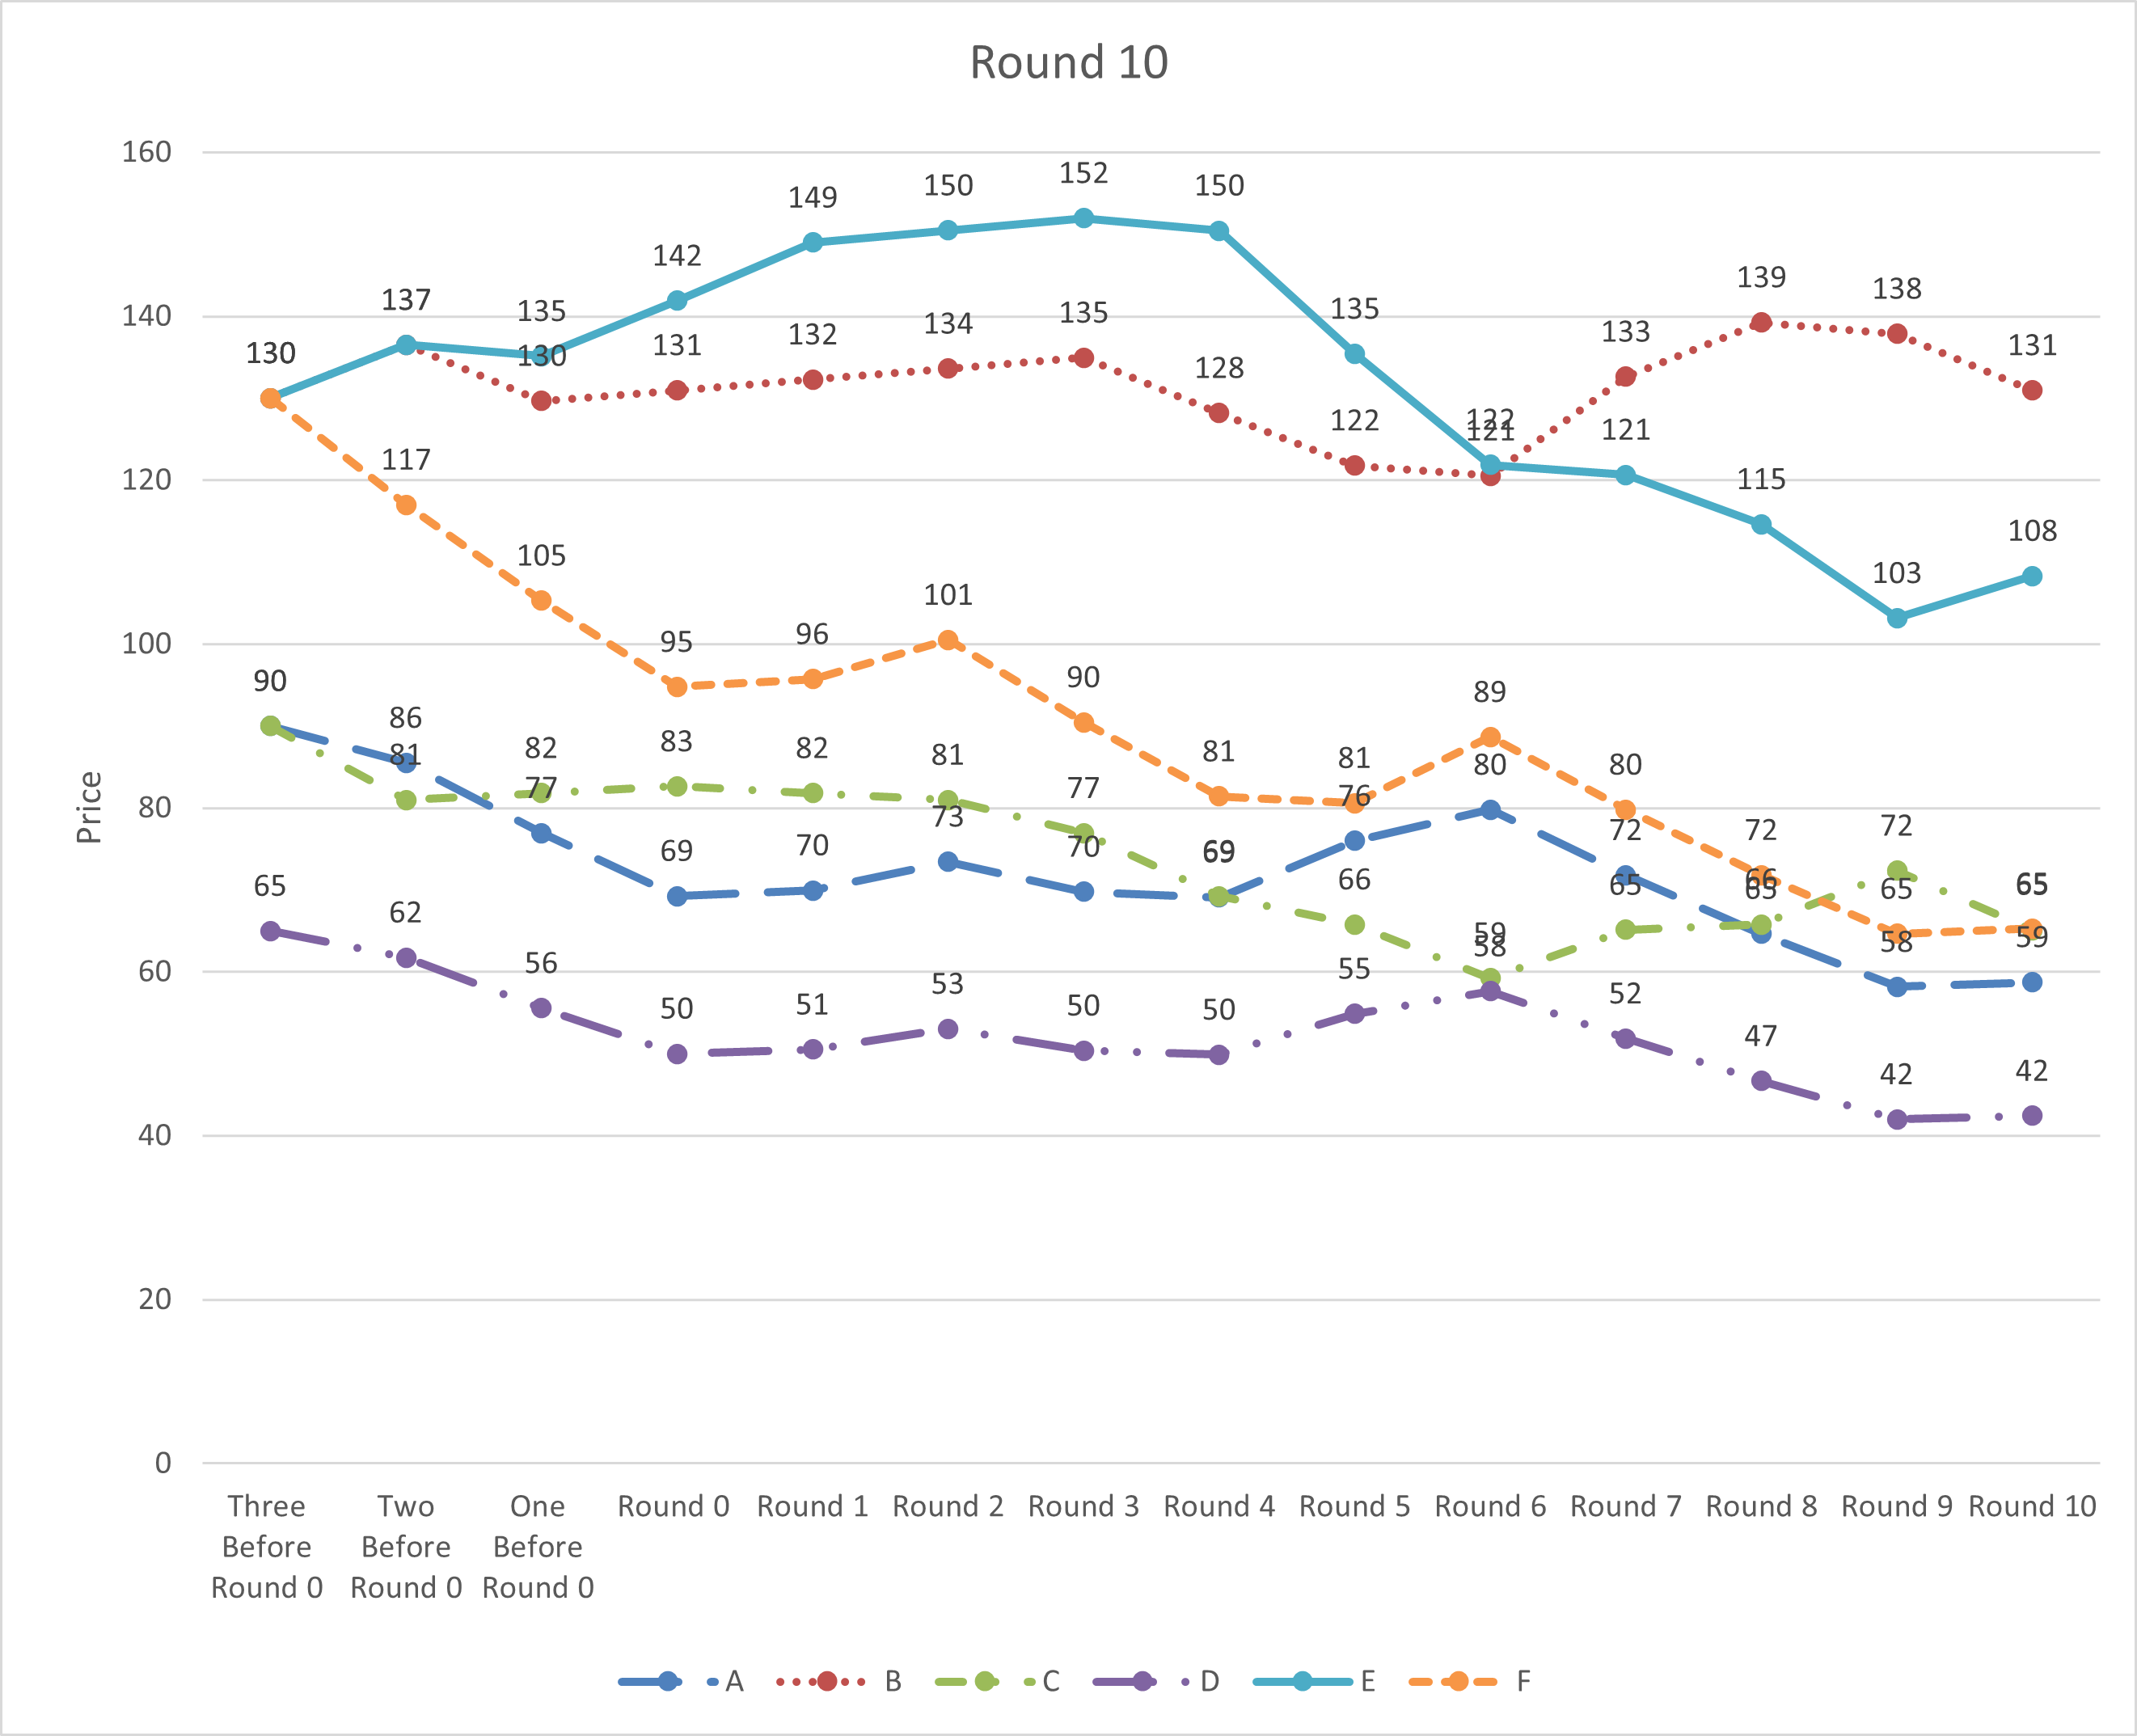 Round 10
160
140
120
100
80
60
40
20
0
Price
130 137 135 142 149 150 152 150 135 122 121 115 103 108
130 131 132 134 135 128 122 121 133 139 138 131
117 105 95 96 101 90 81 81 89 80 72 65 65
90 86 77 69 70 73 70 69 76 80 72 65 58 59
81 82 83 82 81 77 69 66 59 65 66 72 65
65 62 56 50 51 53 50 50 55 58 52 47 42 42
Three Before Round 0
Two Before Round 0
One Before Round 0
Round 0
Round 1
Round 2
Round 3
Round 4
Round 5
Round 6
Round 7
Round 8
Round 9
Round 10
A B C D E F